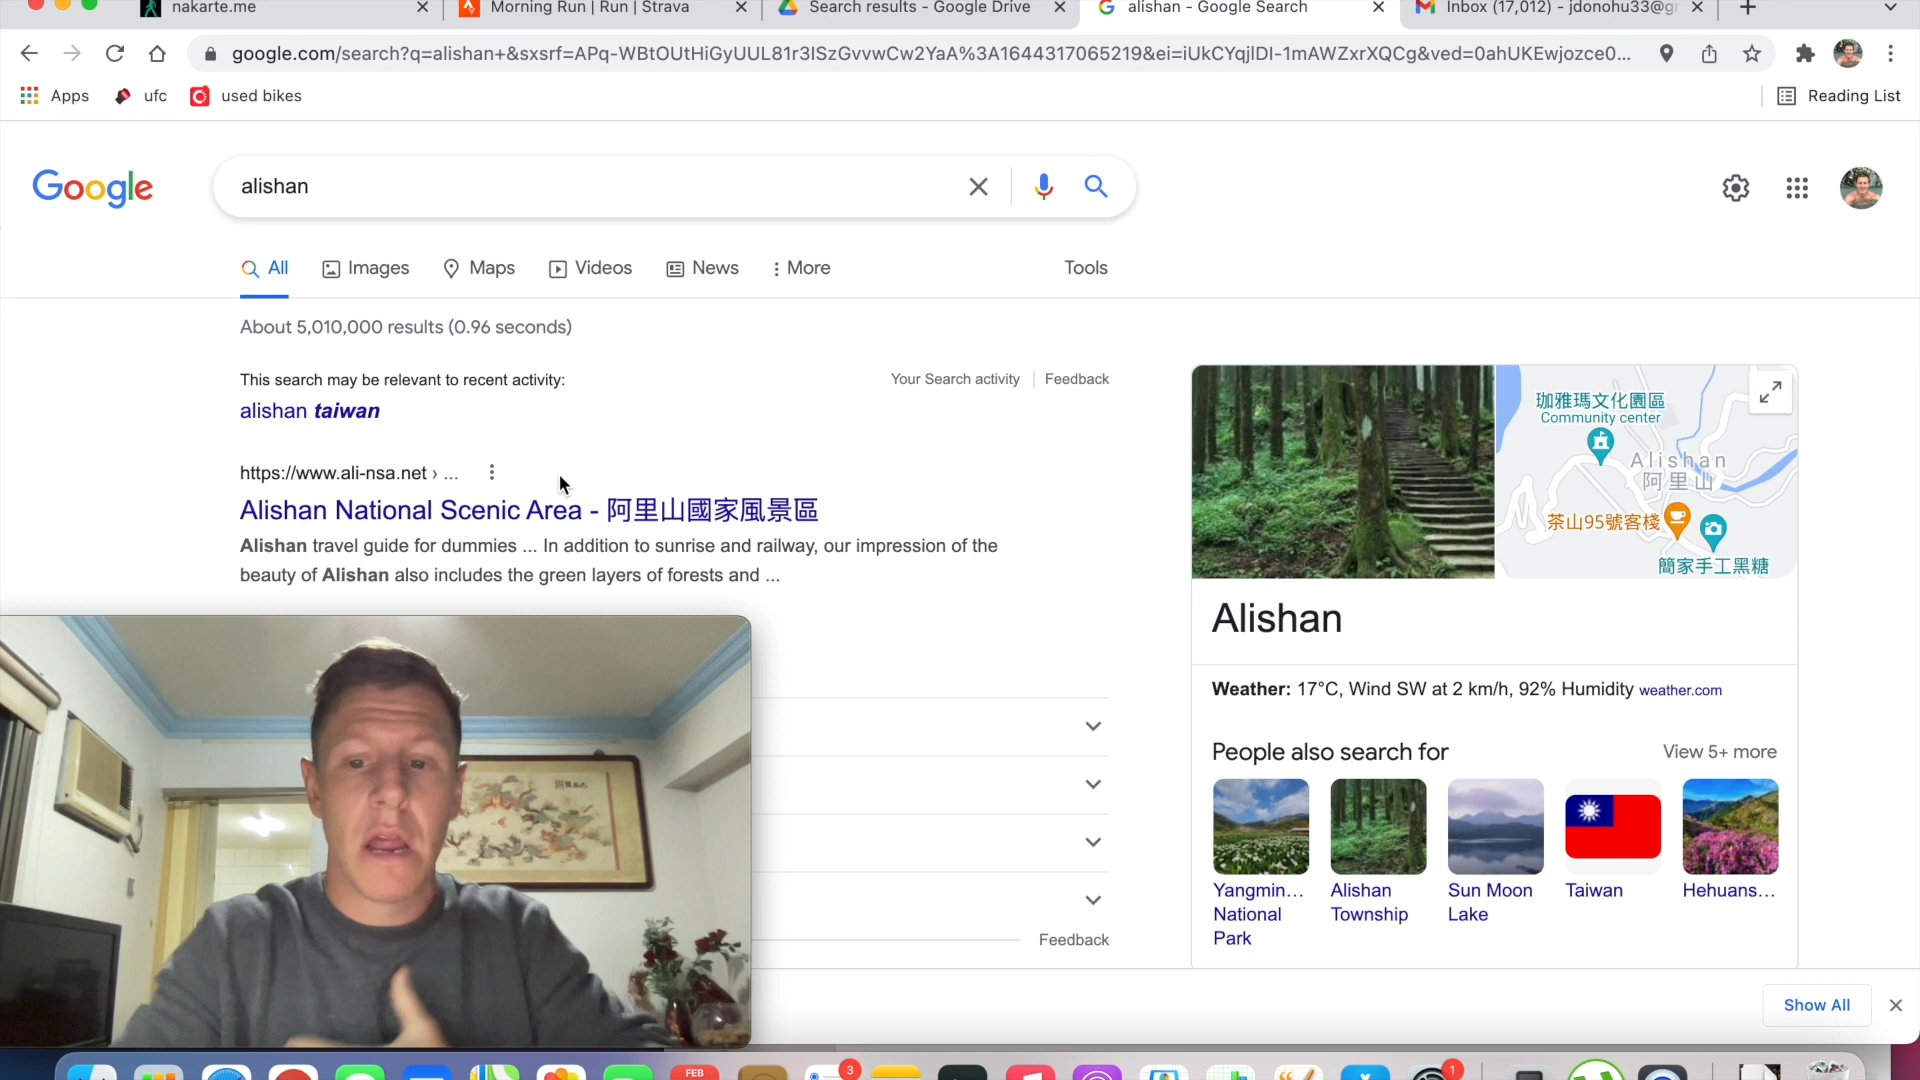 nakarte.me
Morning Run | Run | Strava
Search results - Google Drive
alishan - Google Search
Inbox (17,012) - jdonohu33@g
google.com/search?q=alishan+&sxsrf=APq-WBtOUtHiGyUUL81r3ISzGvvwCw2YaA%3A1644317065219&ei=iUkCYqjlDI-1mAWZxrXQCg&ved=0ahUKEwjozce0...
Apps
ufc
used bikes
Reading List
Google
alishan
All
Images
Maps
Videos
News
More
Tools
About 5,010,000 results (0.96 seconds)
This search may be relevant to recent activity:
Your Search activity
Feedback
alishan taiwan
https://www.ali-nsa.net › ...
Alishan National Scenic Area - 阿里山國家風景區
Alishan travel guide for dummies ... In addition to sunrise and railway, our impression of the
beauty of Alishan also includes the green layers of forests and ...
珈雅瑪文化園區
Community center
Alishan
阿里山
茶山95號客棧
簡家手工黑糖
Alishan
Weather: 17°C, Wind SW at 2 km/h, 92% Humidity weather.com
People also search for
View 5+ more
Yangmin...
National
Park
Alishan
Township
Sun Moon
Lake
Taiwan
Hehuans...
Feedback
Show All
FEB
3
1